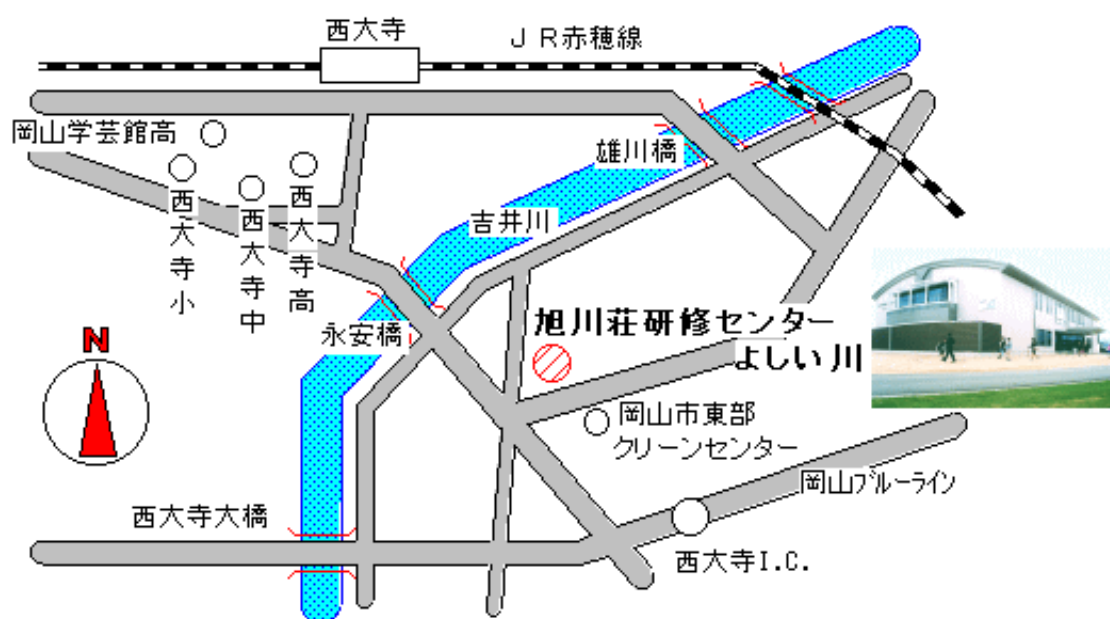 西大寺
JR赤穂線
岡山学芸館高
雄川橋
西大寺小
西大寺中
西大寺高
吉井川
永安橋
旭川荘研修センター
よしい川
N
岡山市東部
クリーンセンター
岡山ブルーライン
西大寺大橋
西大寺I.C.